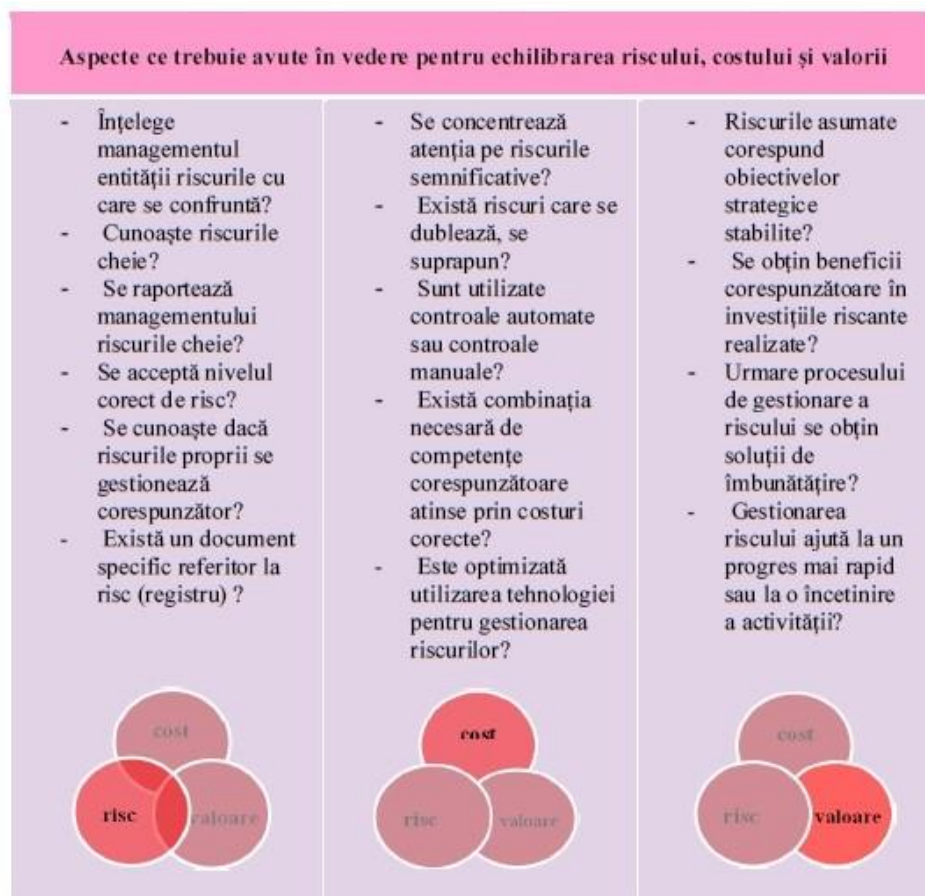 Aspecte ce trebuie avute în vedere pentru echilibrarea riscului, costului și valorii
- Înțelege
managementul
entității riscurile cu
care se confruntă?
- Cunoaște riscurile
cheie?
- Se raportează
managementului
riscurile cheie?
- Se acceptă nivelul
corect de risc?
- Se cunoaște dacă
riscurile proprii se
gestionează
corespunzător?
- Există un document
specific referitor la
risc (registru) ?
cost
risc
valoare
- Se concentrează
atenția pe riscurile
semnificative?
- Există riscuri care se
dublează, se
suprapun?
- Sunt utilizate
controale automate
sau controale
manuale?
- Există combinația
necesară de
competențe
corespunzătoare
atinse prin costuri
corecte?
- Este optimizată
utilizarea tehnologiei
pentru gestionarea
riscurilor?
cost
risc
valoare
- Riscurile asumate
corespund
obiectivelor
strategice
stabilite?
- Se obțin beneficii
corespunzătoare în
investițiile riscante
realizate?
- Urmare procesului
de gestionare a
riscului se obțin
soluții de
îmbunătățire?
- Gestionarea
riscului ajută la un
progres mai rapid
sau la o încetinire
a activității?
cost
risc
valoare